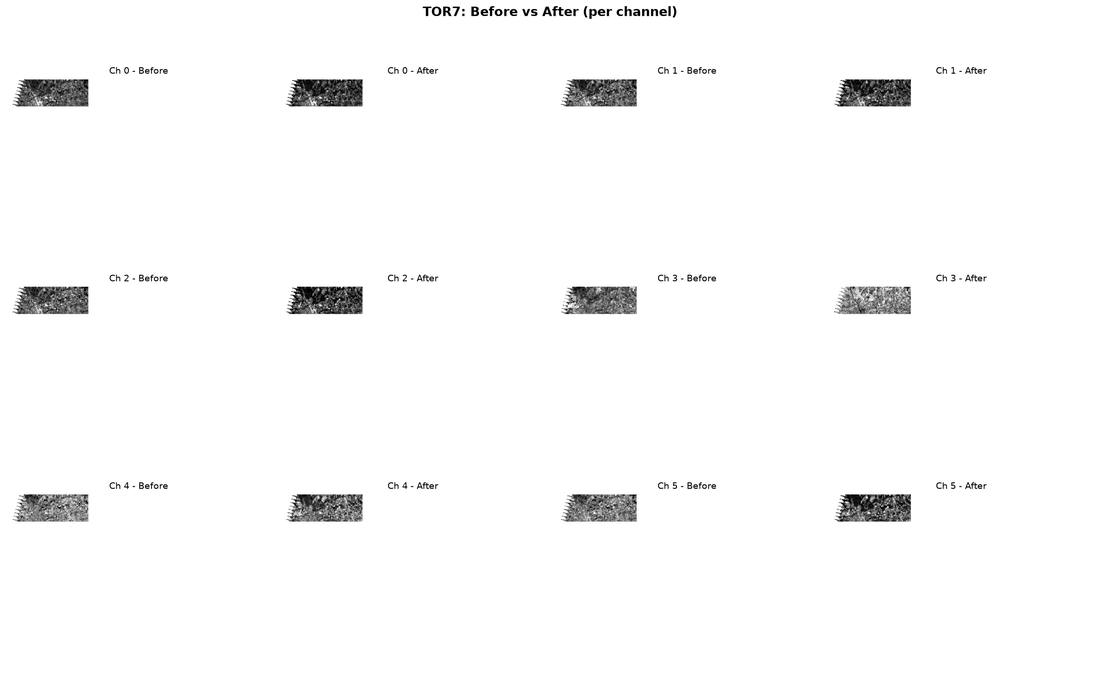 TOR7: Before vs After (per channel)
Ch 0 - Before
Ch 0 - After
Ch 1 - Before
Ch 1 - After
Ch 2 - Before
Ch 2 - After
Ch 3 - Before
Ch 3 - After
Ch 4 - Before
Ch 4 - After
Ch 5 - Before
Ch 5 - After